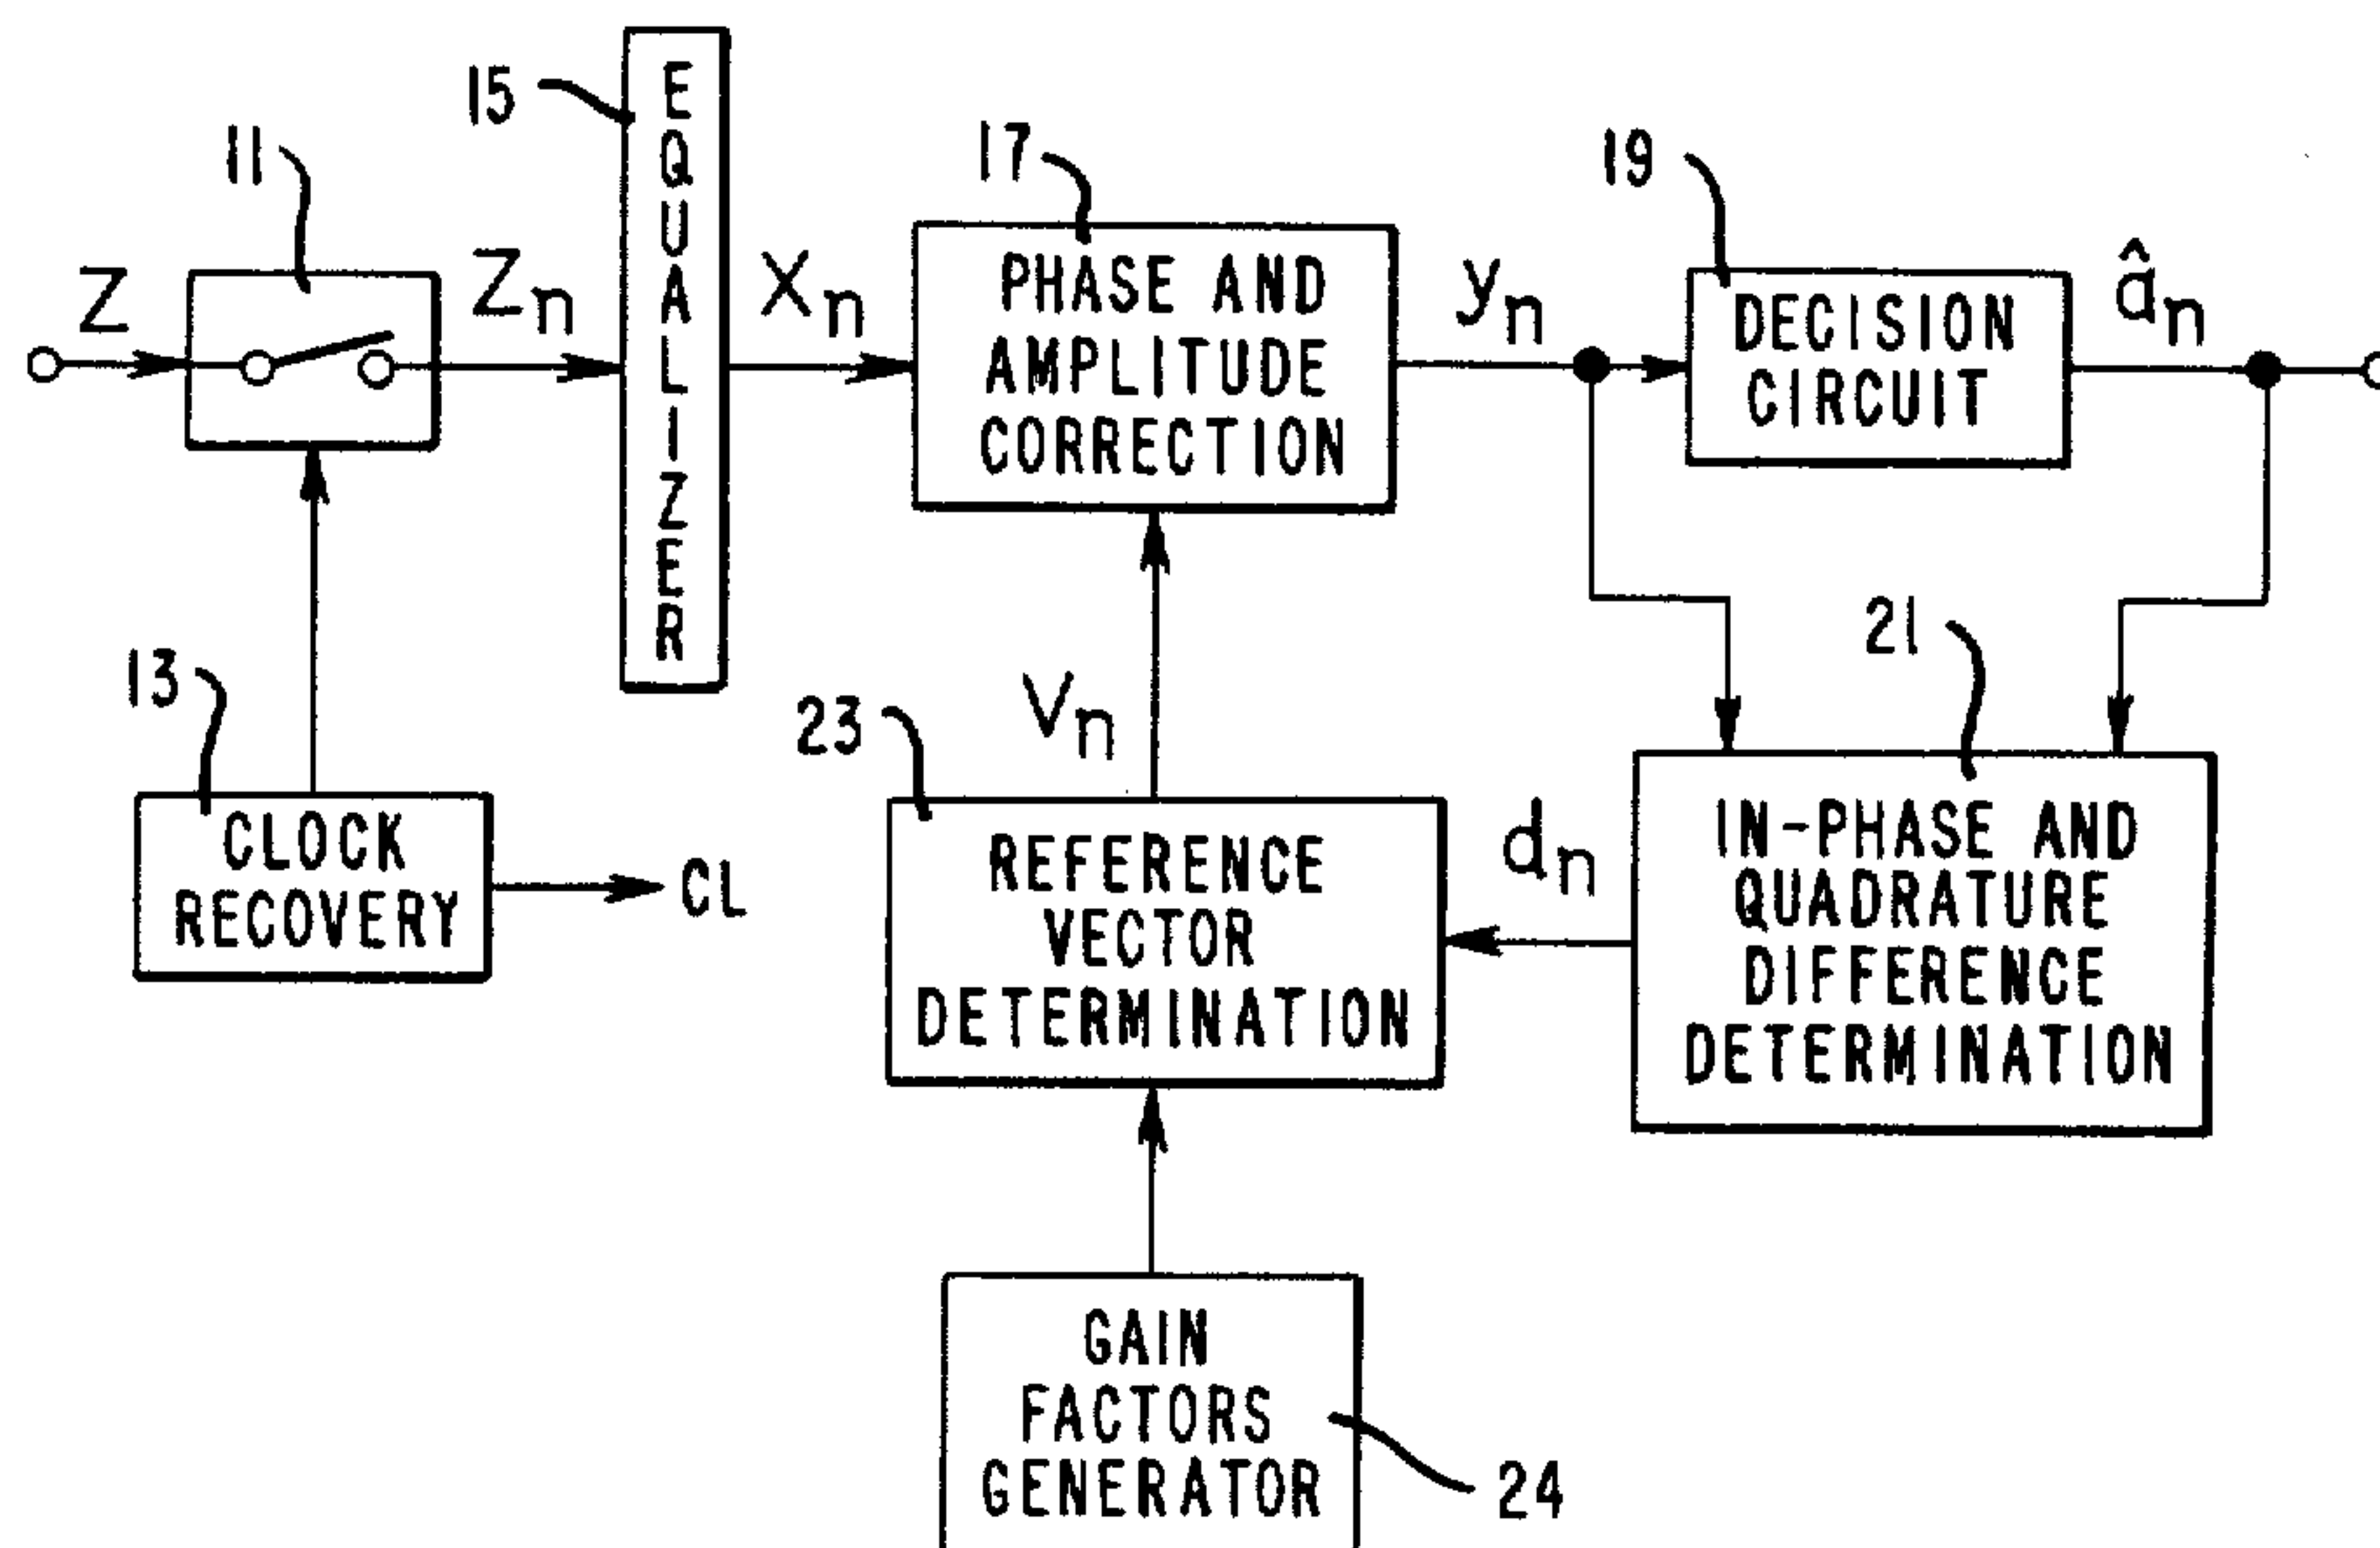 15
EQUALIZER
11
17
19
Z
Zn
Xn
PHASE AND
AMPLITUDE
CORRECTION
yn
DECISION
CIRCUIT
ân
13
CLOCK
RECOVERY
CL
23
Vn
REFERENCE
VECTOR
DETERMINATION
dn
21
IN-PHASE AND
QUADRATURE
DIFFERENCE
DETERMINATION
GAIN
FACTORS
GENERATOR
24